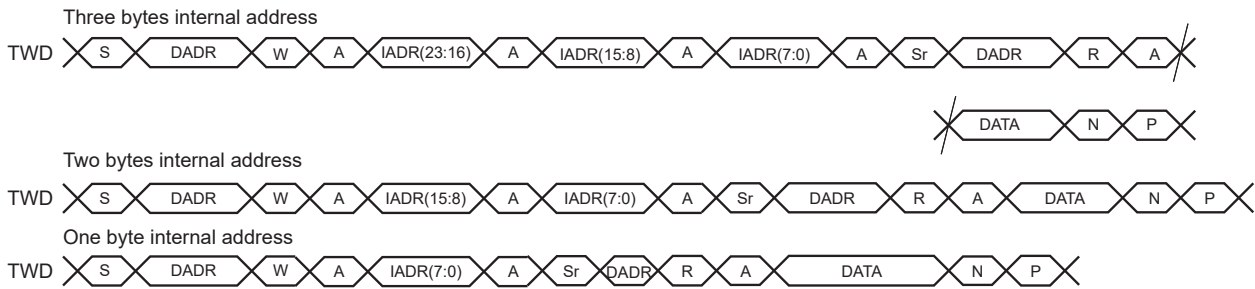 Three bytes internal address
TWD S DADR W A IADR(23:16) A IADR(15:8) A IADR(7:0) A Sr DADR R A
DATA N P
Two bytes internal address
TWD S DADR W A IADR(15:8) A IADR(7:0) A Sr DADR R A DATA N P
One byte internal address
TWD S DADR W A IADR(7:0) A Sr DADR R A DATA N P